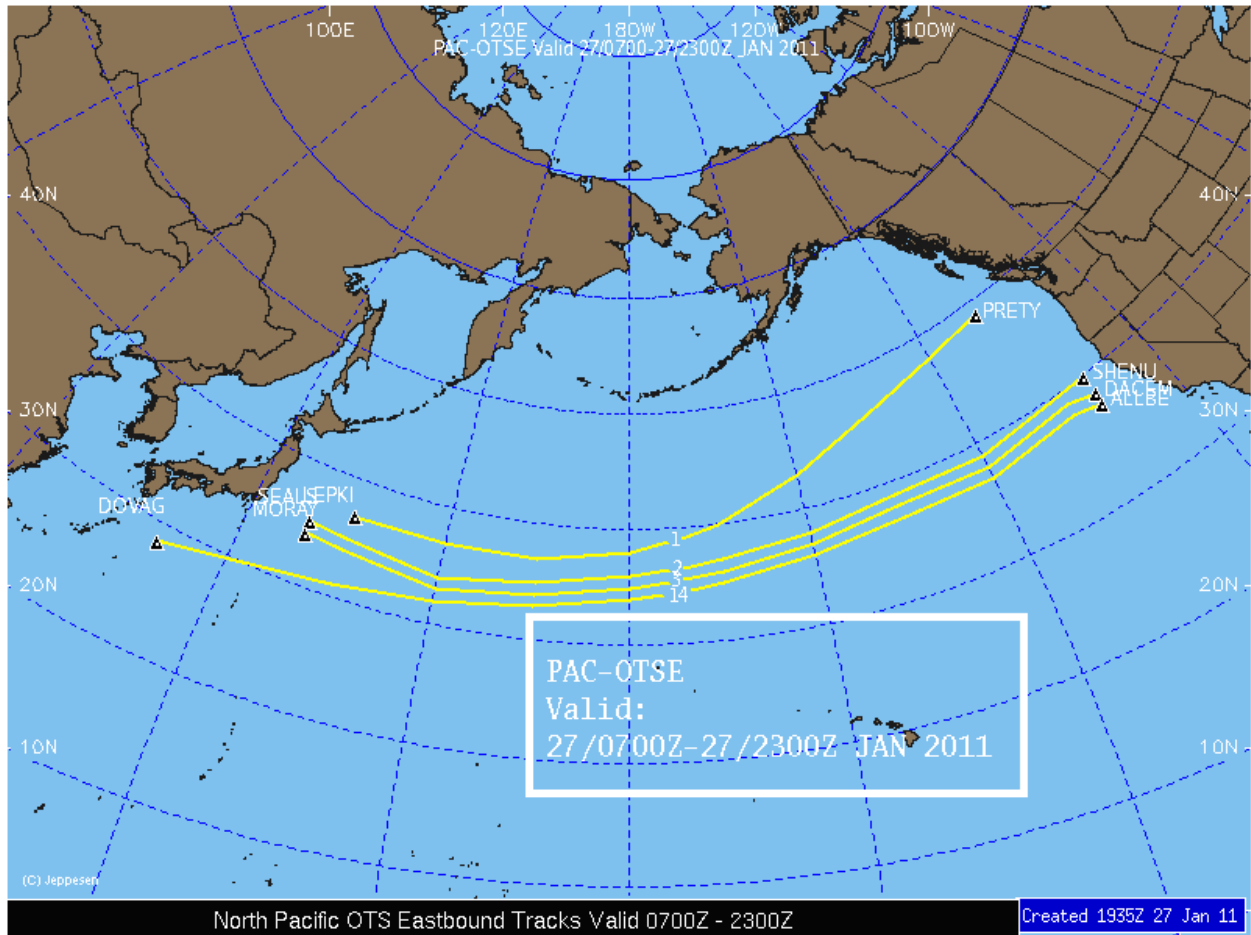 100E 120E 180W 120W 100W
PAC-OTSE Valid 27/0700-27/2300Z JAN 2011
40N 40N
PRETY
SHENU
DACEM
ALLBE
30N 30N
SEALS EPKI
MORAY
DOVAG
1
2
3
14
20N 20N
PAC-OTSE
Valid:
27/0700Z-27/2300Z JAN 2011
10N 10N
(C) Jeppesen
North Pacific OTS Eastbound Tracks Valid 0700Z - 2300Z
Created 1935Z 27 Jan 11